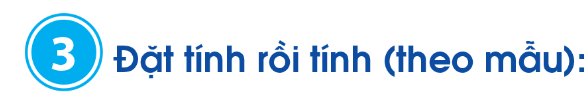 3 Đặt tính rồi tính (theo mẫu):